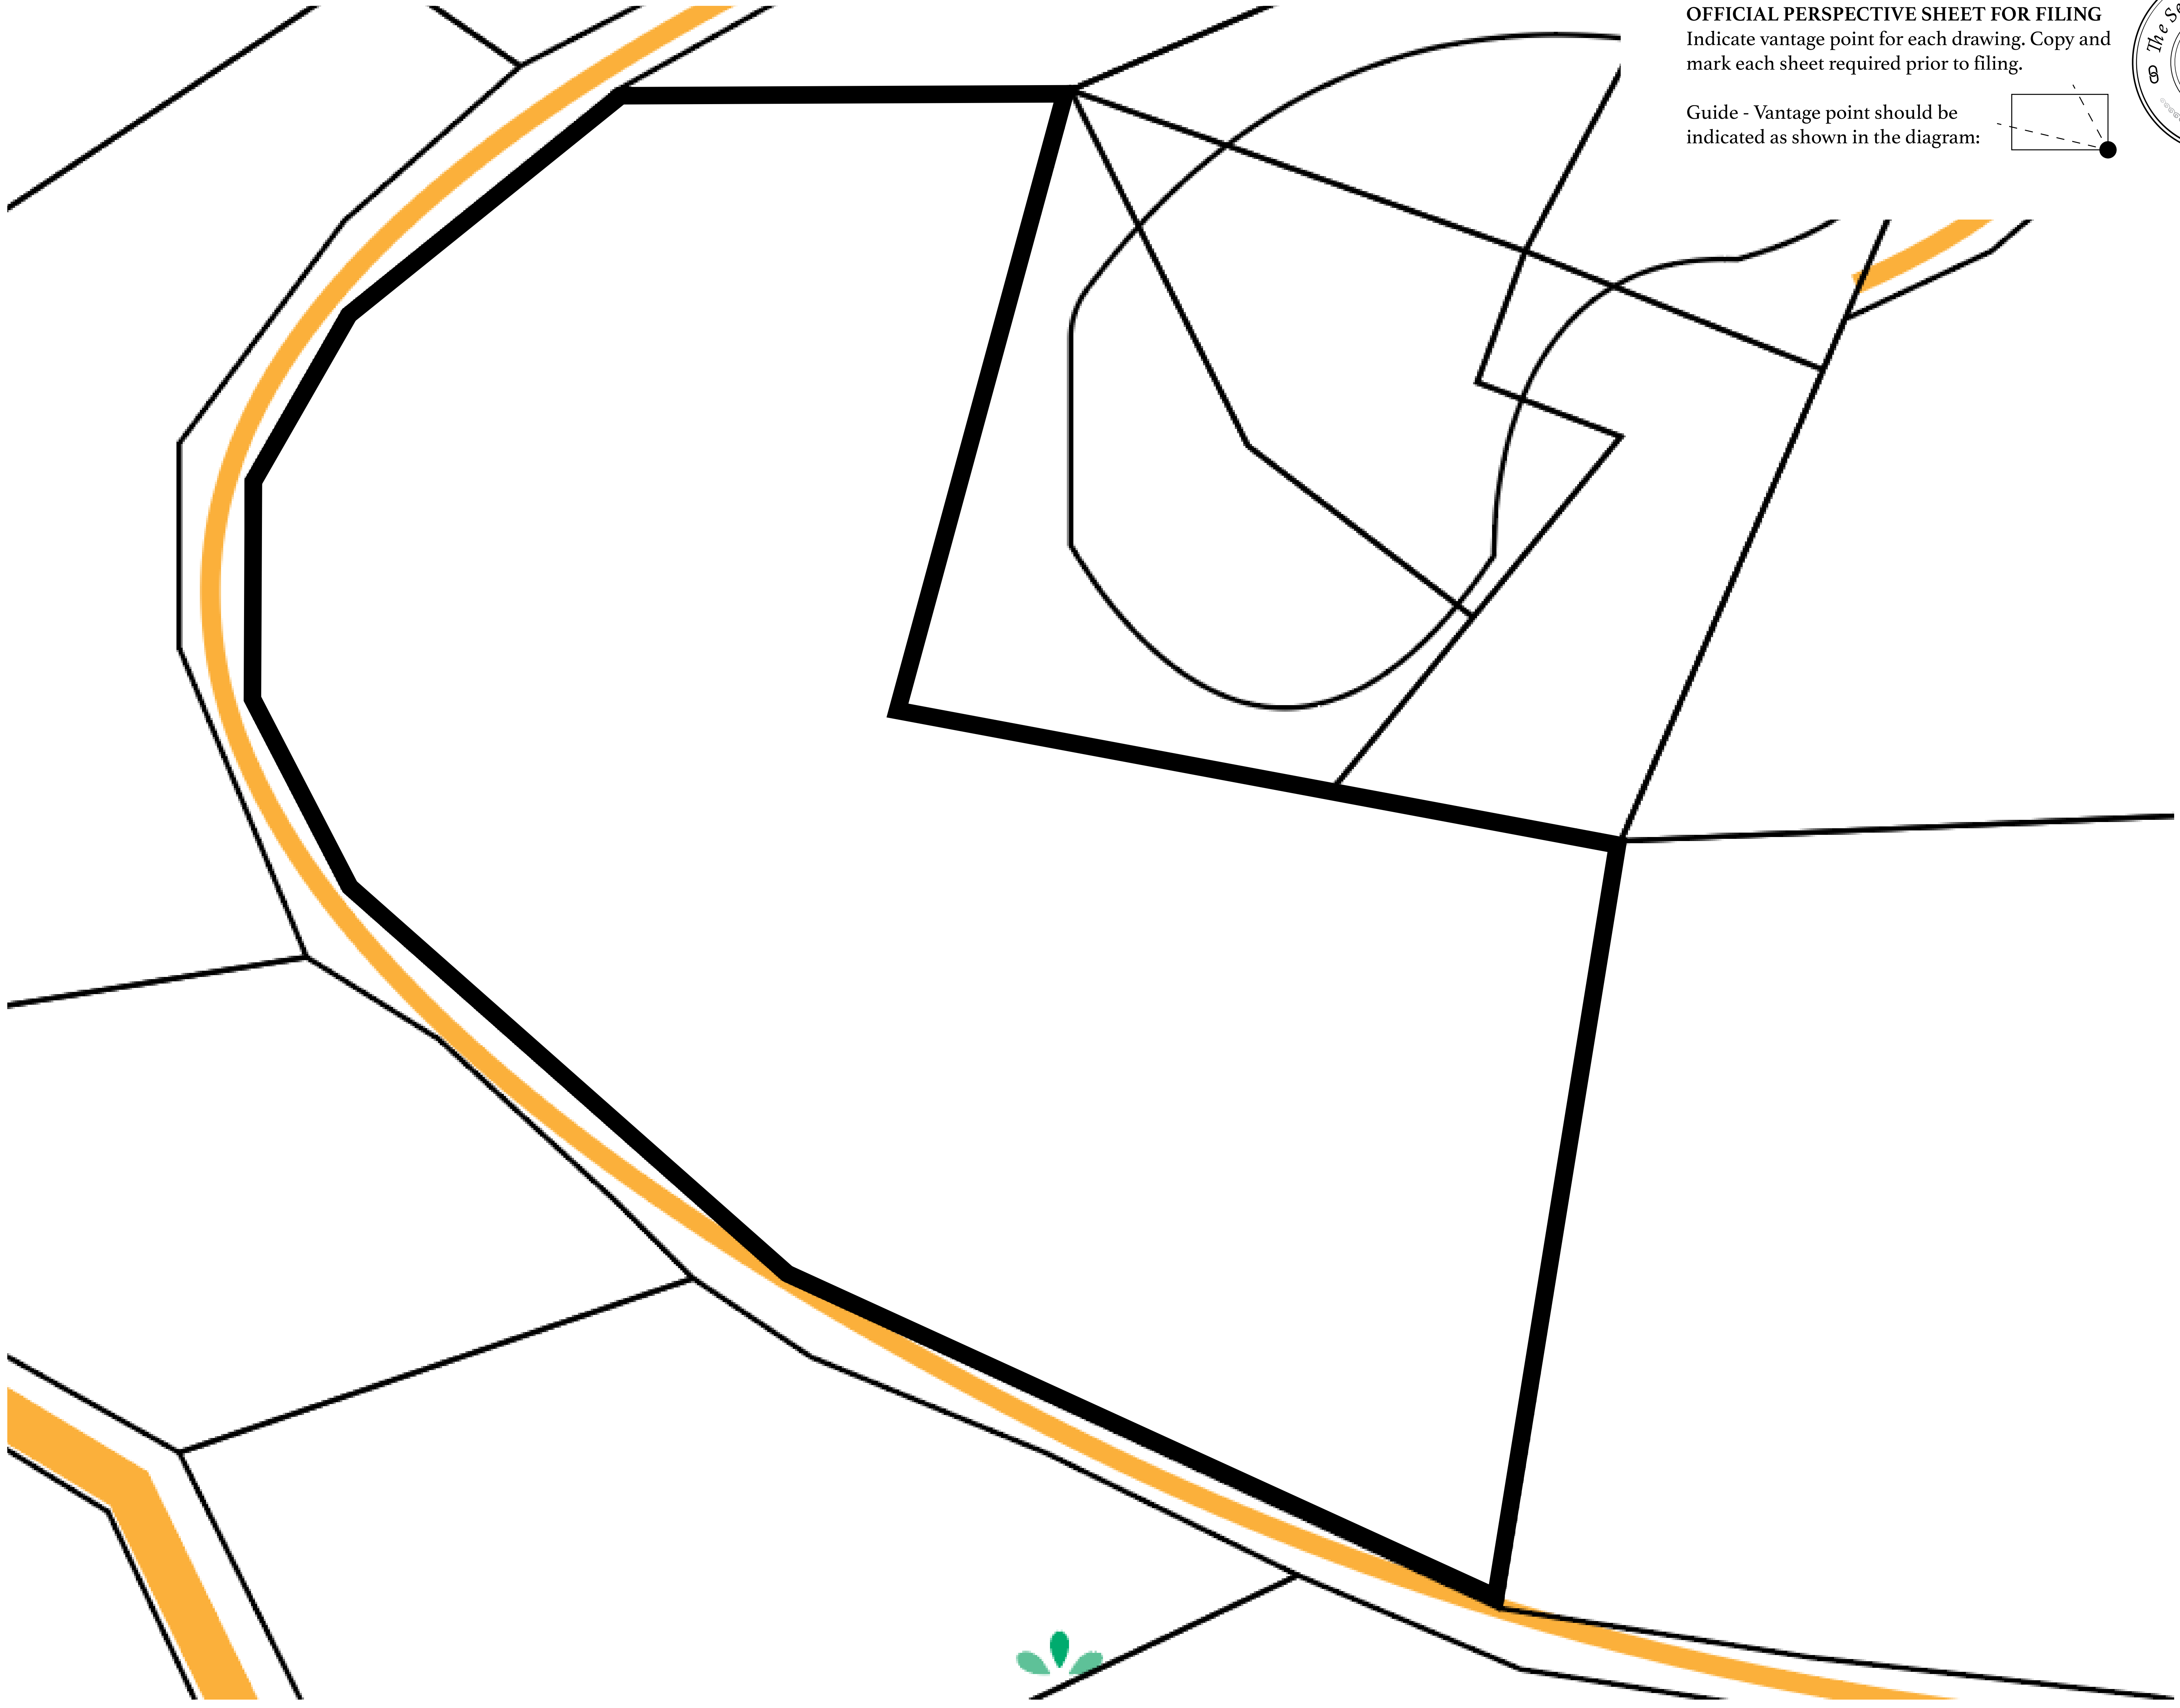 OFFICIAL PERSPECTIVE SHEET FOR FILING
Indicate vantage point for each drawing. Copy and
mark each sheet required prior to filing.
Guide - Vantage point should be
indicated as shown in the diagram:
The